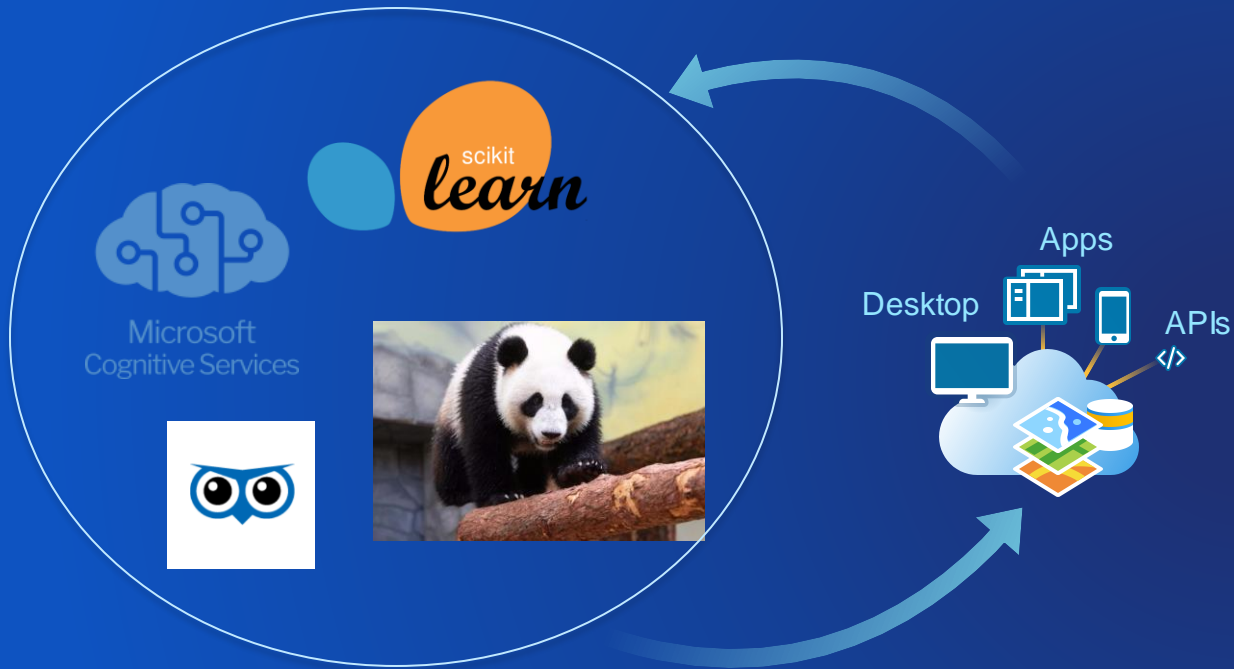 scikit
learn
Microsoft
Cognitive Services
Apps
Desktop
APIs
</>